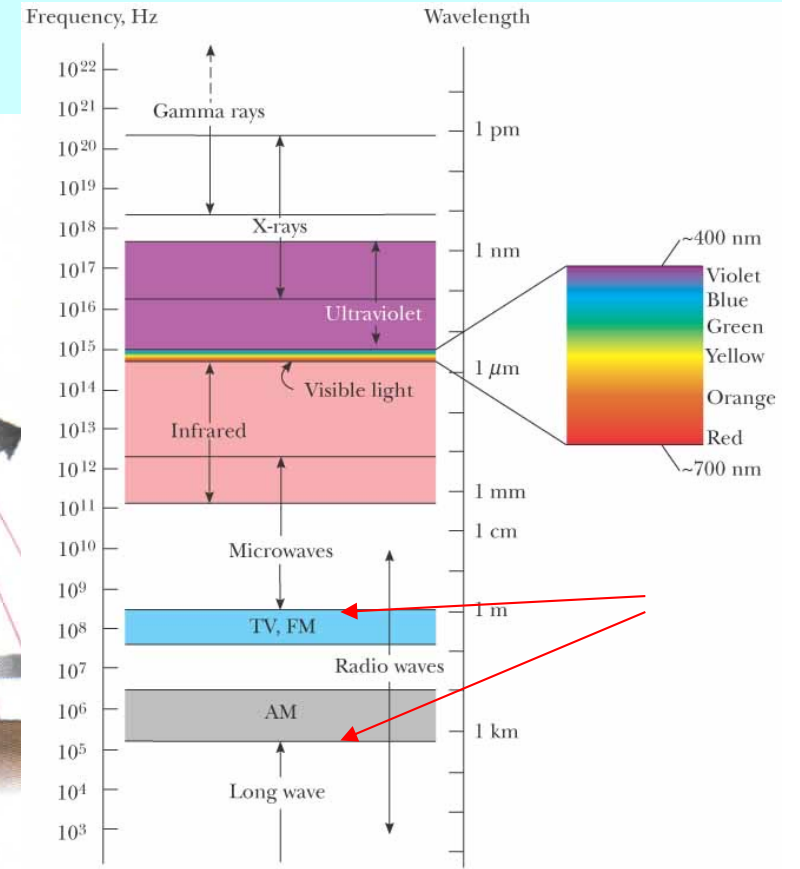 Frequency, Hz
Wavelength
10²²
10²¹
10²⁰
10¹⁹
10¹⁸
10¹⁷
10¹⁶
10¹⁵
10¹⁴
10¹³
10¹²
10¹¹
10¹⁰
10⁹
10⁸
10⁷
10⁶
10⁵
10⁴
10³
Gamma rays
X-rays
Ultraviolet
Visible light
Infrared
Microwaves
TV, FM
Radio waves
AM
Long wave
1 pm
1 nm
1 μm
1 mm
1 cm
1 m
1 km
~400 nm
Violet
Blue
Green
Yellow
Orange
Red
~700 nm